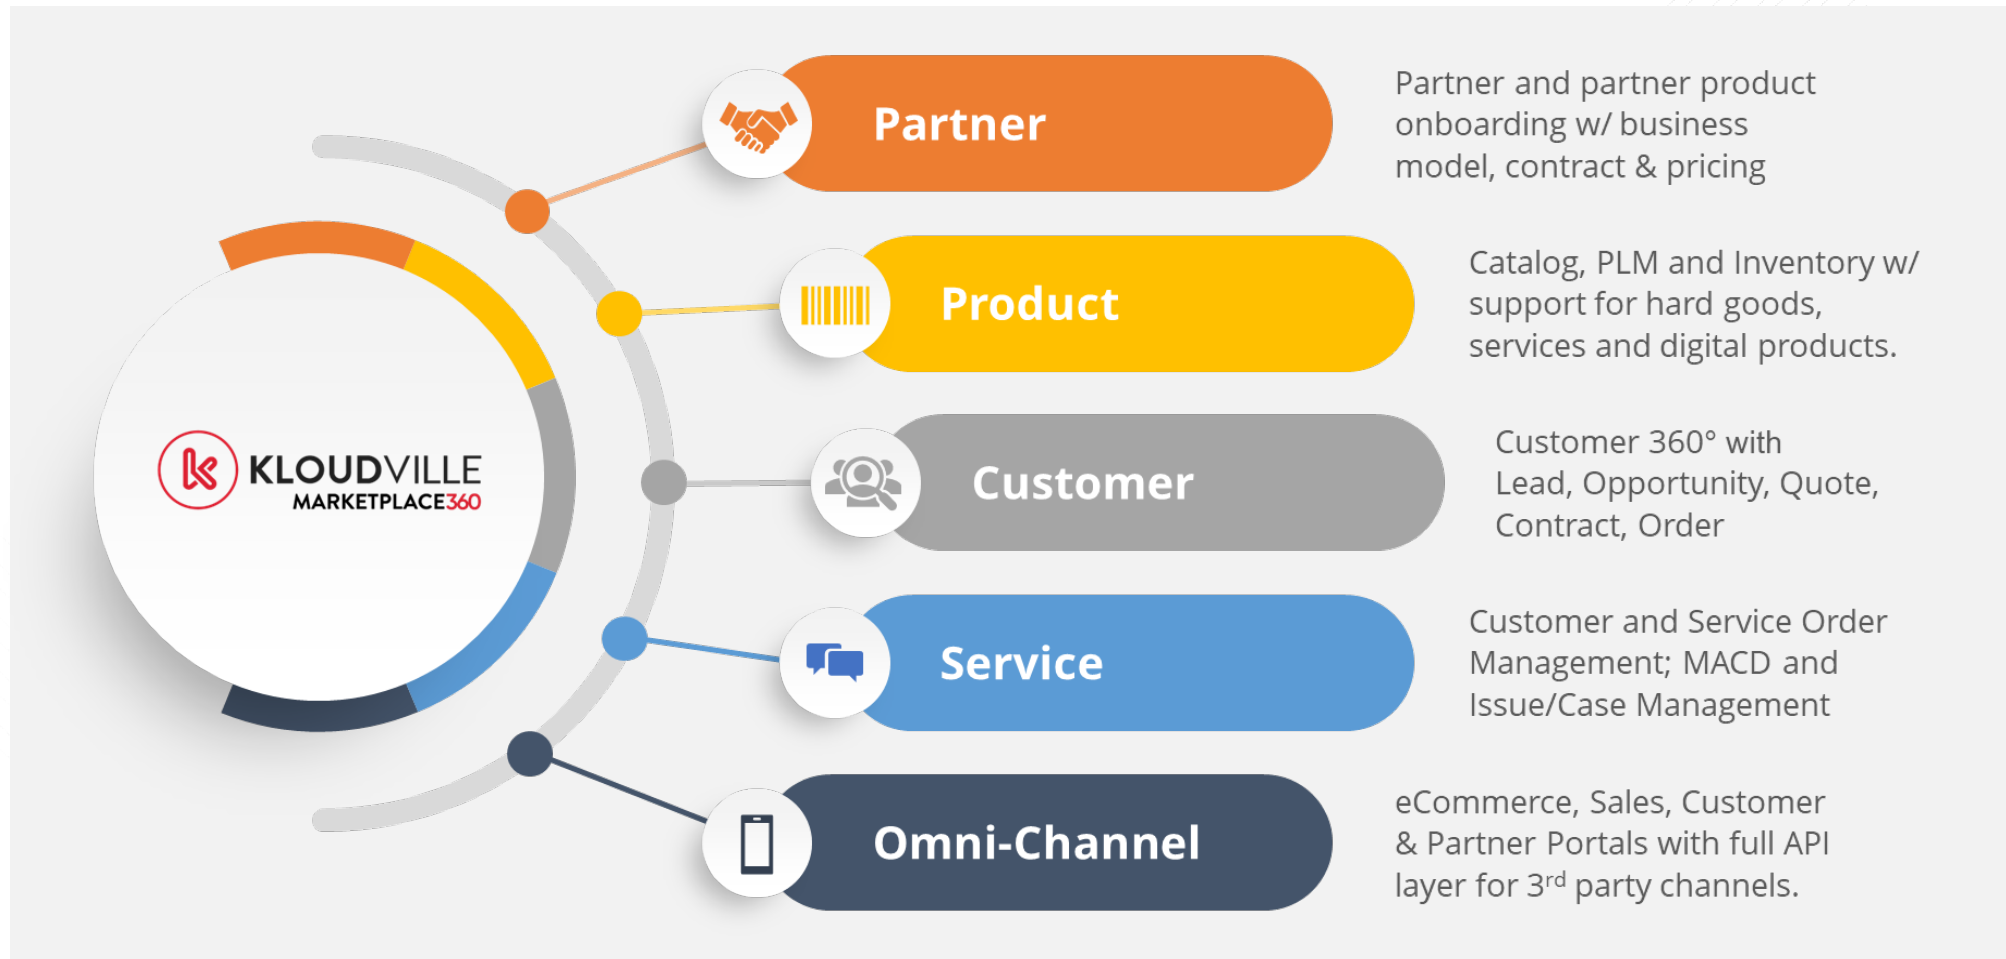 KLOUDVILLE
MARKETPLACE360
Partner
Partner and partner product
onboarding w/ business
model, contract & pricing
Product
Catalog, PLM and Inventory w/
support for hard goods,
services and digital products.
Customer
Customer 360° with
Lead, Opportunity, Quote,
Contract, Order
Service
Customer and Service Order
Management; MACD and
Issue/Case Management
Omni-Channel
eCommerce, Sales, Customer
& Partner Portals with full API
layer for 3rd party channels.